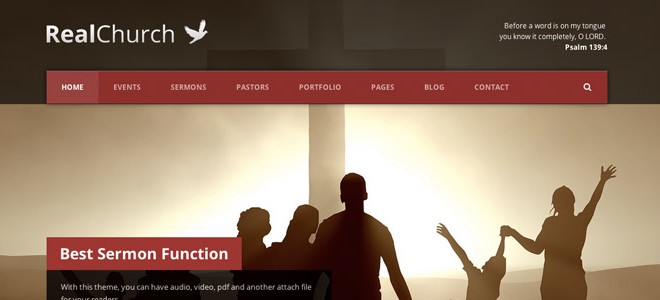 RealChurch
Before a word is on my tongue
you know it completely, O LORD.
Psalm 139:4
HOME EVENTS SERMONS PASTORS PORTFOLIO PAGES BLOG CONTACT
Best Sermon Function
With this theme, you can have audio, video, pdf and another attach file
for your readers